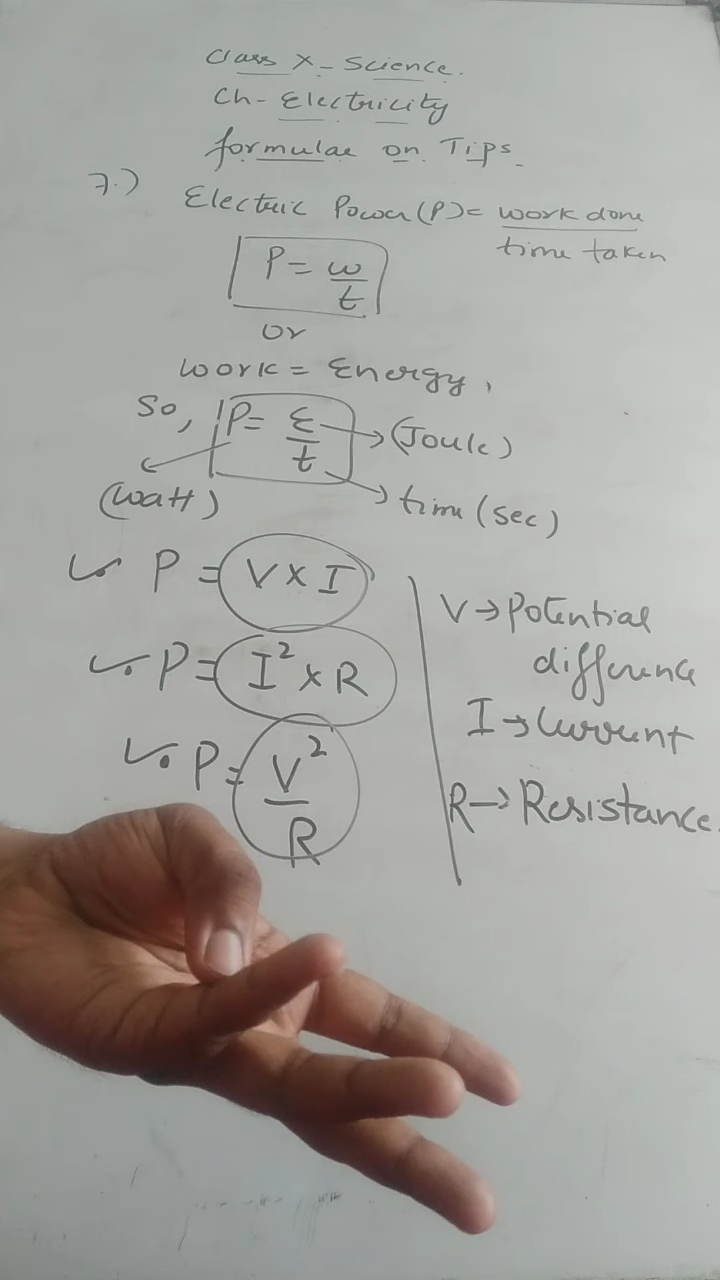 Class X - Science.
Ch - Electricity
formulae on Tips
7.) Electric Power (P) = work done / time taken
P = w/t
or
work = Energy,
So, P = E/t → (Joule)
(watt) → time (sec)
P = V x I
P = I² x R
P = V²/R
V → Potential
difference
I → Current
R → Resistance.